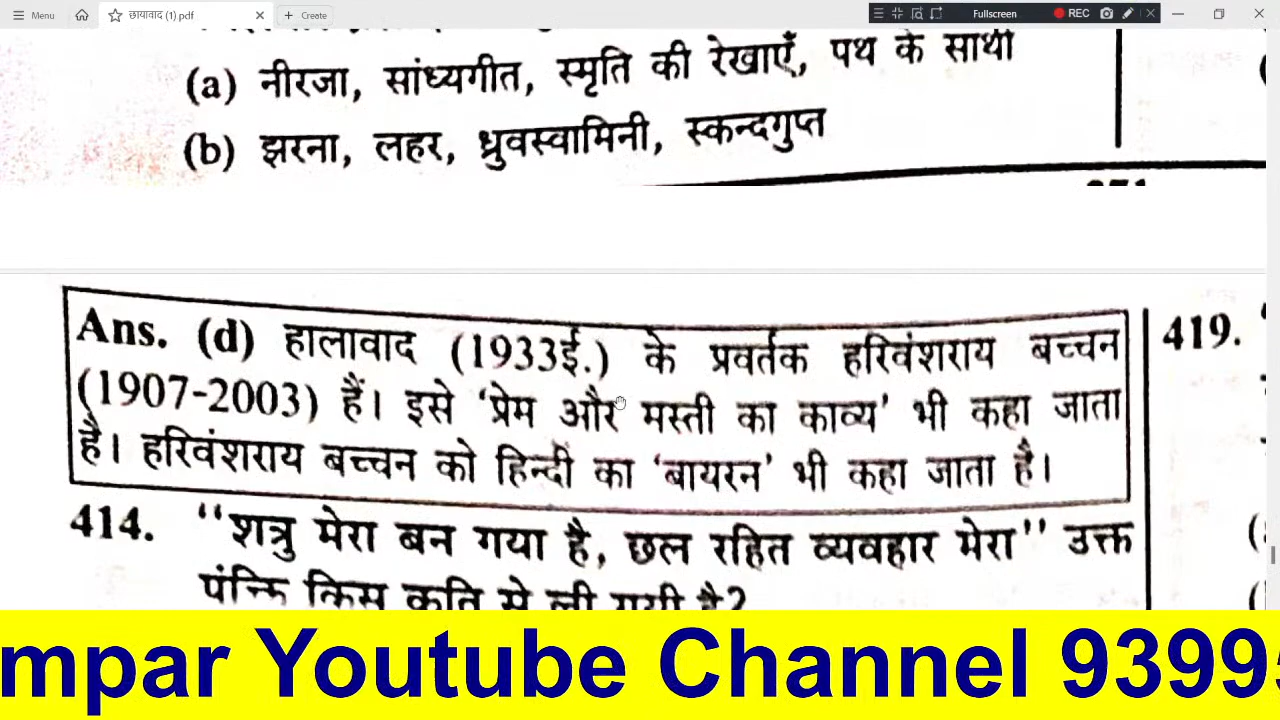 Menu
छायावाद (1).pdf
Create
Fullscreen
REC
(a) नीरजा, सांध्यगीत, स्मृति की रेखाएँ, पथ के साथी
(b) झरना, लहर, ध्रुवस्वामिनी, स्कन्दगुप्त
Ans. (d) हालावाद (1933ई.) के प्रवर्तक हरिवंशराय बच्चन
(1907-2003) हैं। इसे ‘प्रेम और मस्ती का काव्य’ भी कहा जाता
है। हरिवंशराय बच्चन को हिन्दी का ‘बायरन’ भी कहा जाता है।
414. “शत्रु मेरा बन गया है, छल रहित व्यवहार मेरा” उक्त
पंक्ति किस कृति से ली गयी है?
419.
mpar Youtube Channel 9399